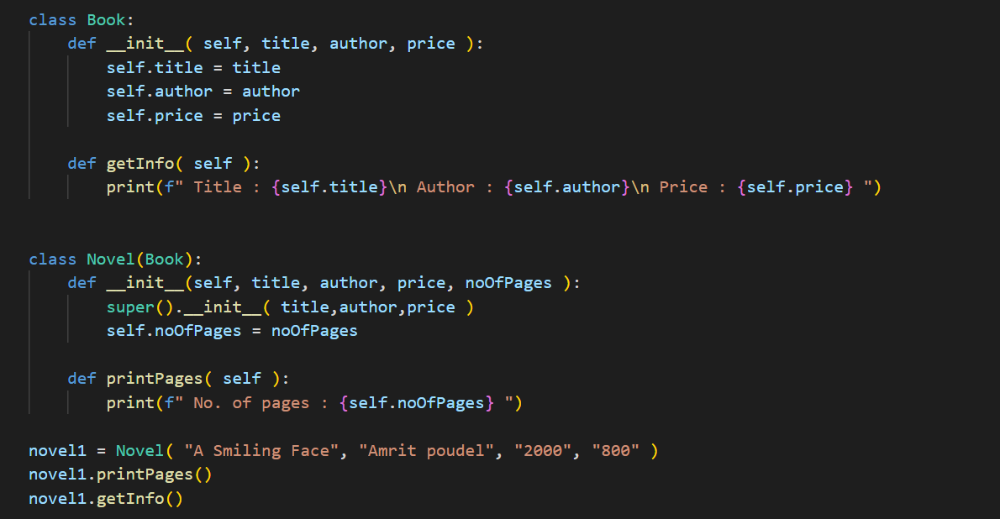 class Book:
    def __init__( self, title, author, price ):
        self.title = title
        self.author = author
        self.price = price

    def getInfo( self ):
        print(f" Title : {self.title}\n Author : {self.author}\n Price : {self.price} ")


class Novel(Book):
    def __init__(self, title, author, price, noOfPages ):
        super().__init__( title,author,price )
        self.noOfPages = noOfPages

    def printPages( self ):
        print(f" No. of pages : {self.noOfPages} ")

novel1 = Novel( "A Smiling Face", "Amrit poudel", "2000", "800" )
novel1.printPages()
novel1.getInfo()